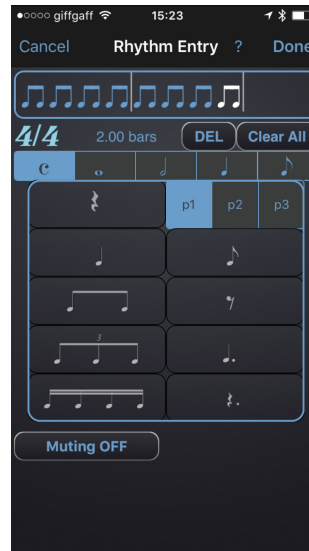 giffgaff 15:23
Cancel Rhythm Entry ? Done
4/4 2.00 bars DEL Clear All
p1 p2 p3
3
Muting OFF